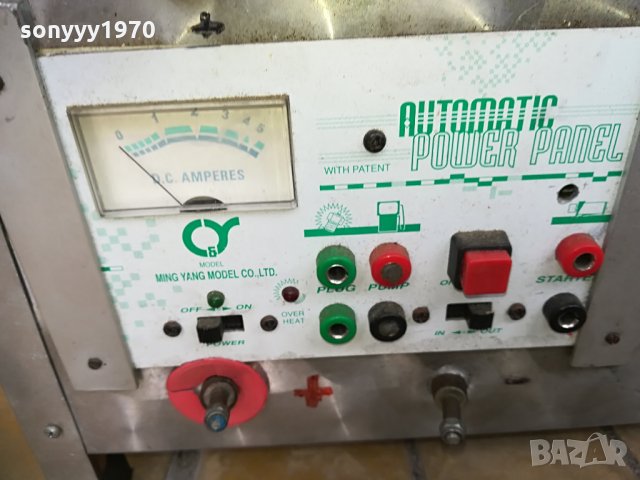 sonyyy1970
0 1 2 3 4 5
D.C. AMPERES
AUTOMATIC
POWER PANEL
WITH PATENT
MODEL
MING YANG MODEL CO.,LTD.
PLUG PUMP
STARTER
OFF ON
OVER
HEAT
POWER
IN OUT
BAZAR